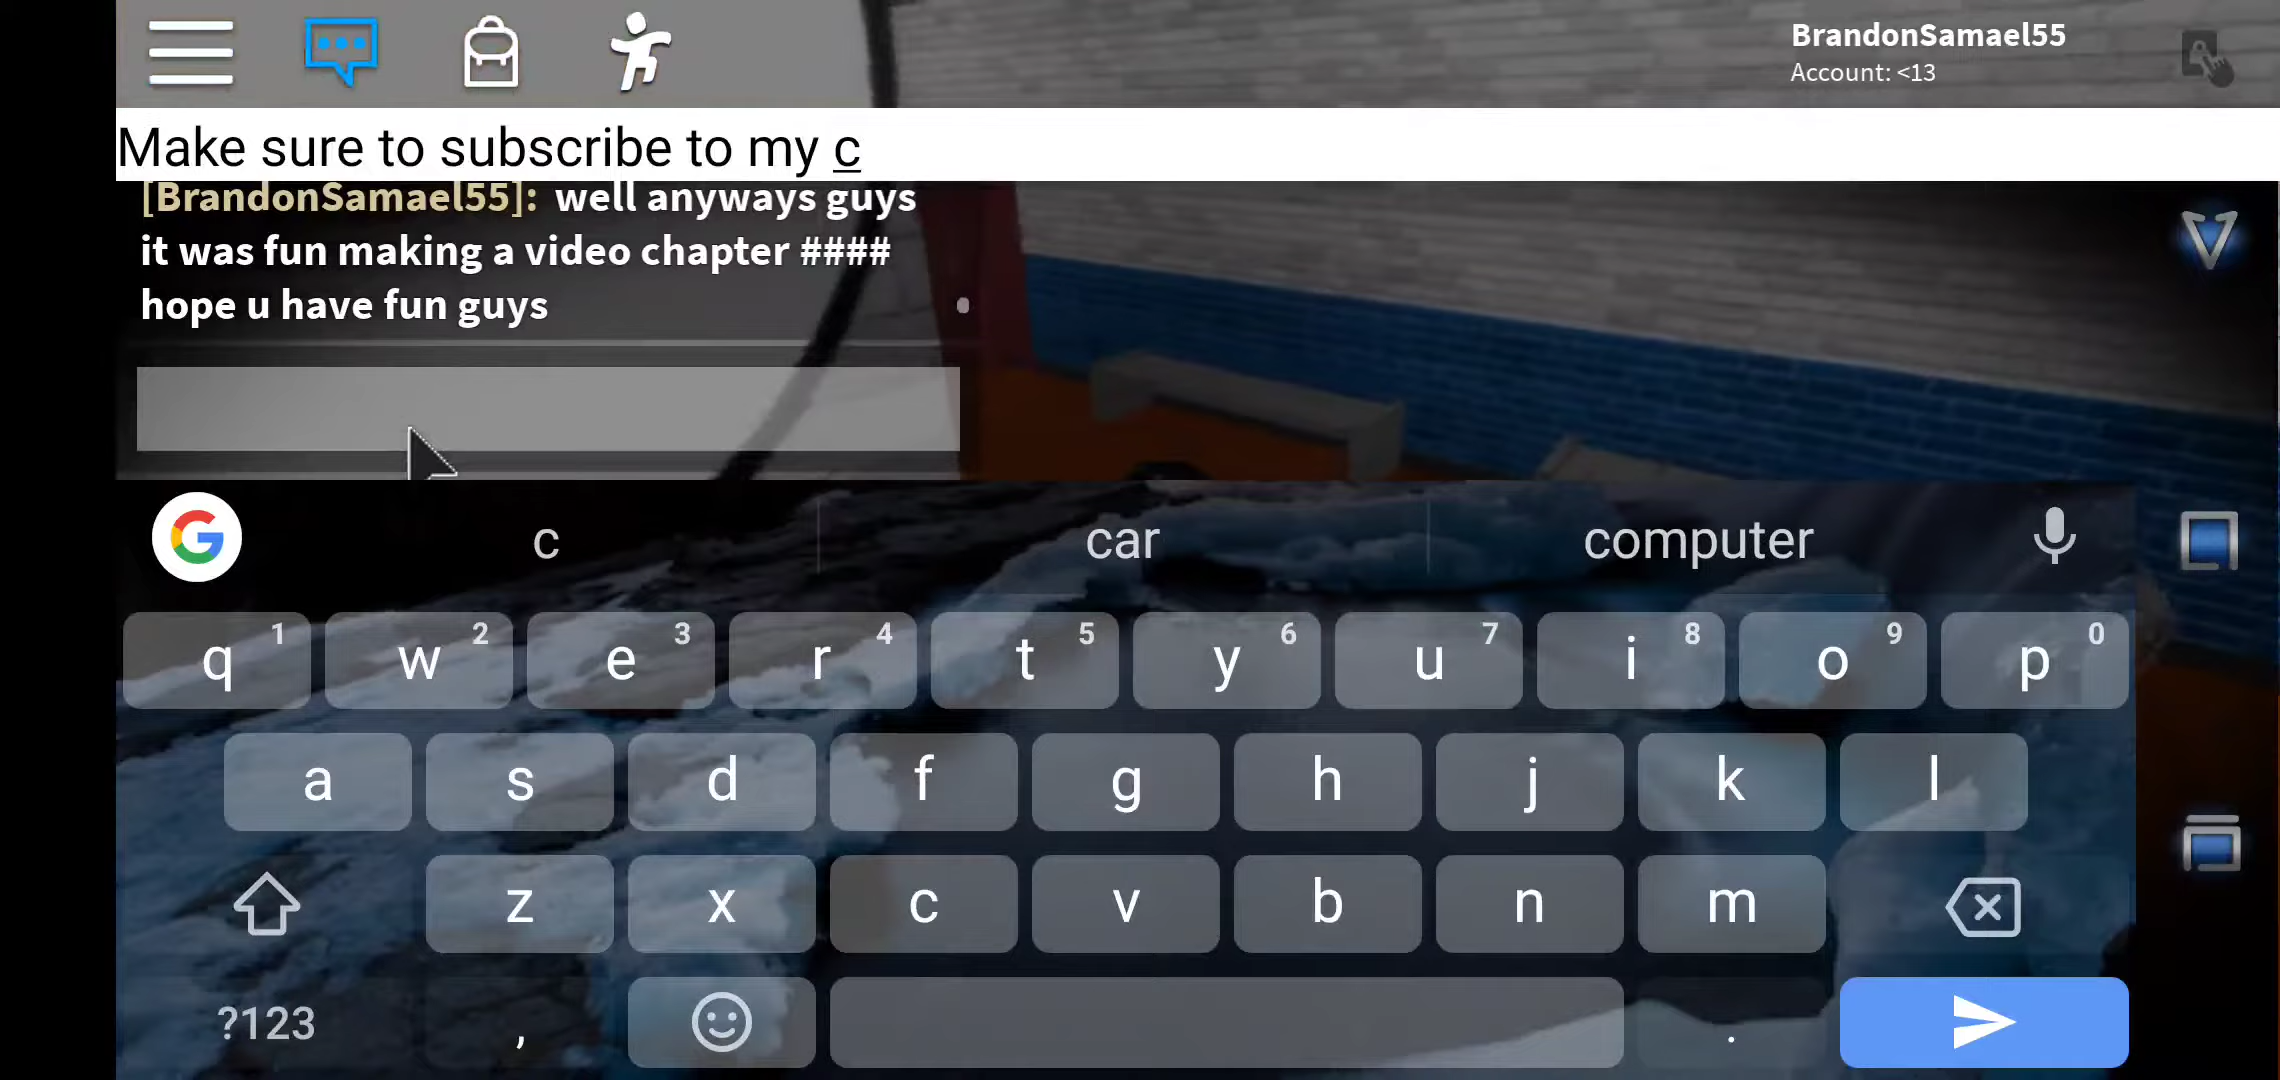 BrandonSamael55
Account: <13
Make sure to subscribe to my c
[BrandonSamael55]: well anyways guys
it was fun making a video chapter ####
hope u have fun guys
G
c car computer
q 1 w 2 e 3 r 4 t 5 y 6 u 7 i 8 o 9 p 0
a s d f g h j k l
z x c v b n m
?123 , .